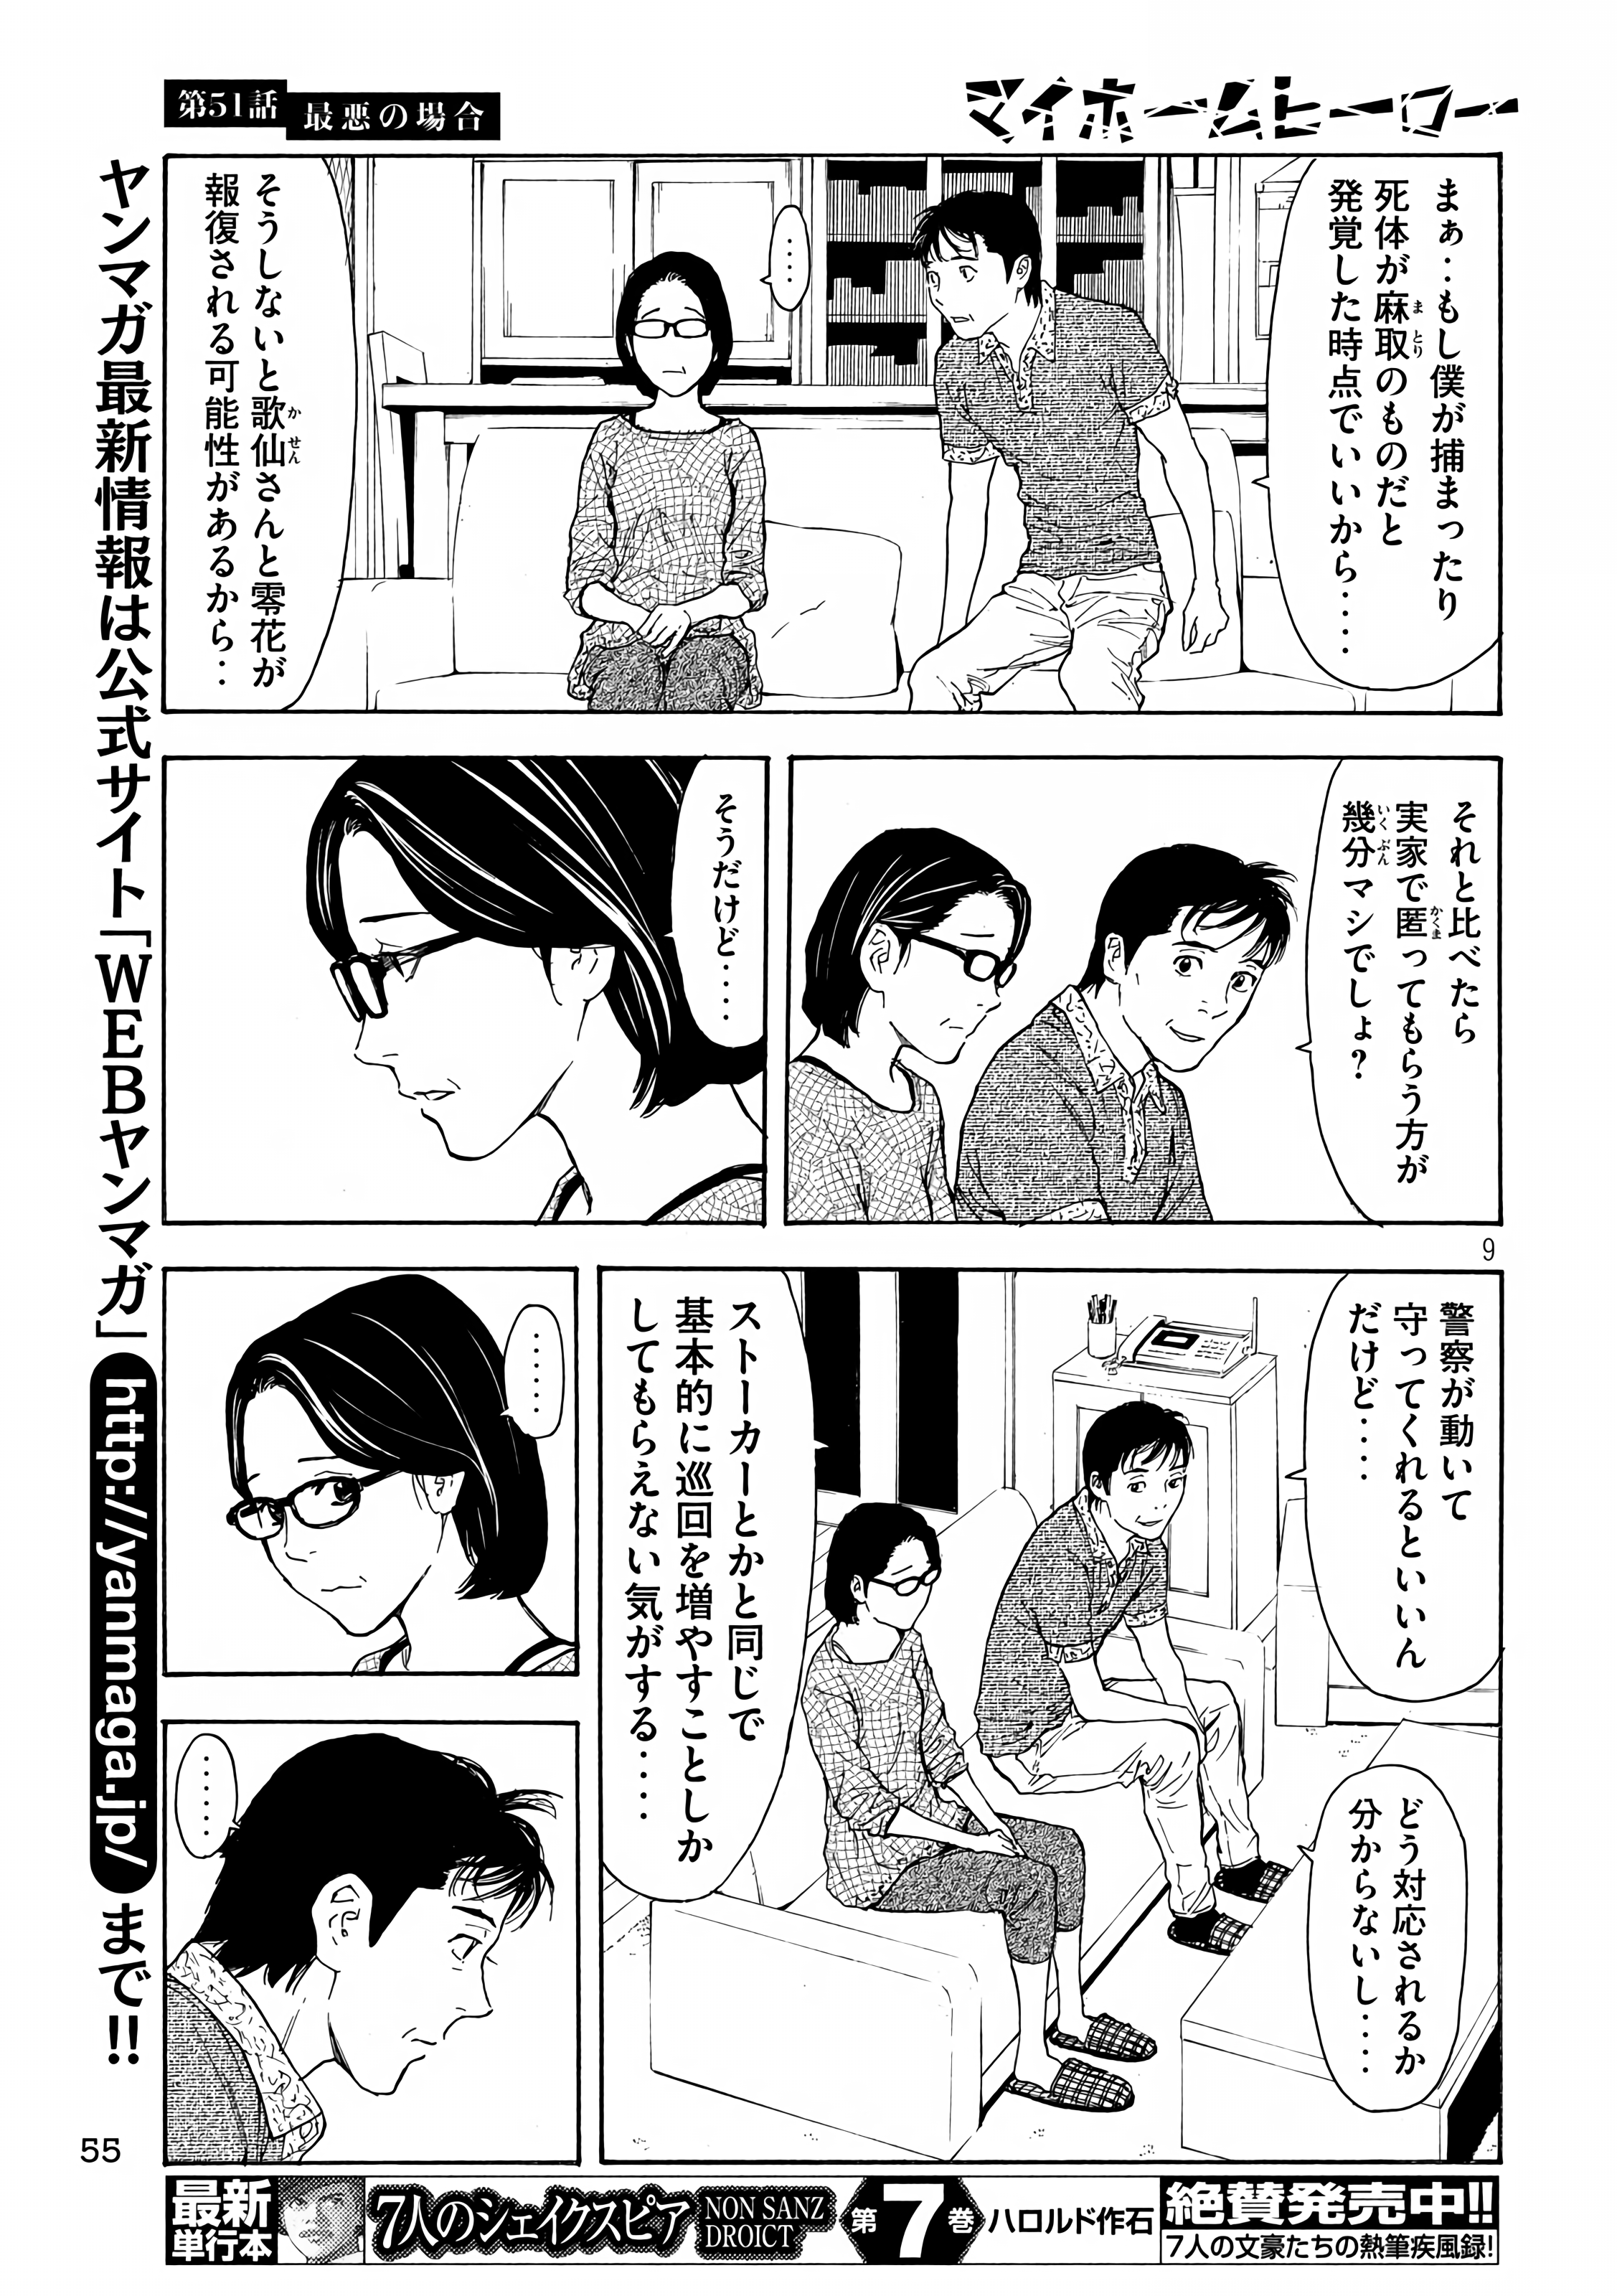 第51話
最悪の場合
マイホームヒーロー
まぁ‥もし僕が捕まったり
死体が麻取のものだと
まとり
発覚した時点でいいから‥‥
‥‥
そうしないと歌仙さんと零花が
かせん
報復される可能性があるから‥
それと比べたら
実家で匿ってもらう方が
かくま
幾分マシでしょ？
いくぶん
そうだけど‥‥
9
警察が動いて
守ってくれるといいん
だけど‥‥
どう対応されるか
分からないし‥‥
ストーカーとかと同じで
基本的に巡回を増やすことしか
してもらえない気がする‥‥
‥‥‥
‥‥‥
ヤンマガ最新情報は公式サイト「WEBヤンマガ」http://yanmaga.jp/まで!!
55
最新
単行本
7人のシェイクスピア
NON SANZ
DROICT
第7巻
ハロルド作石
絶賛発売中!!
7人の文豪たちの熱筆疾風録!